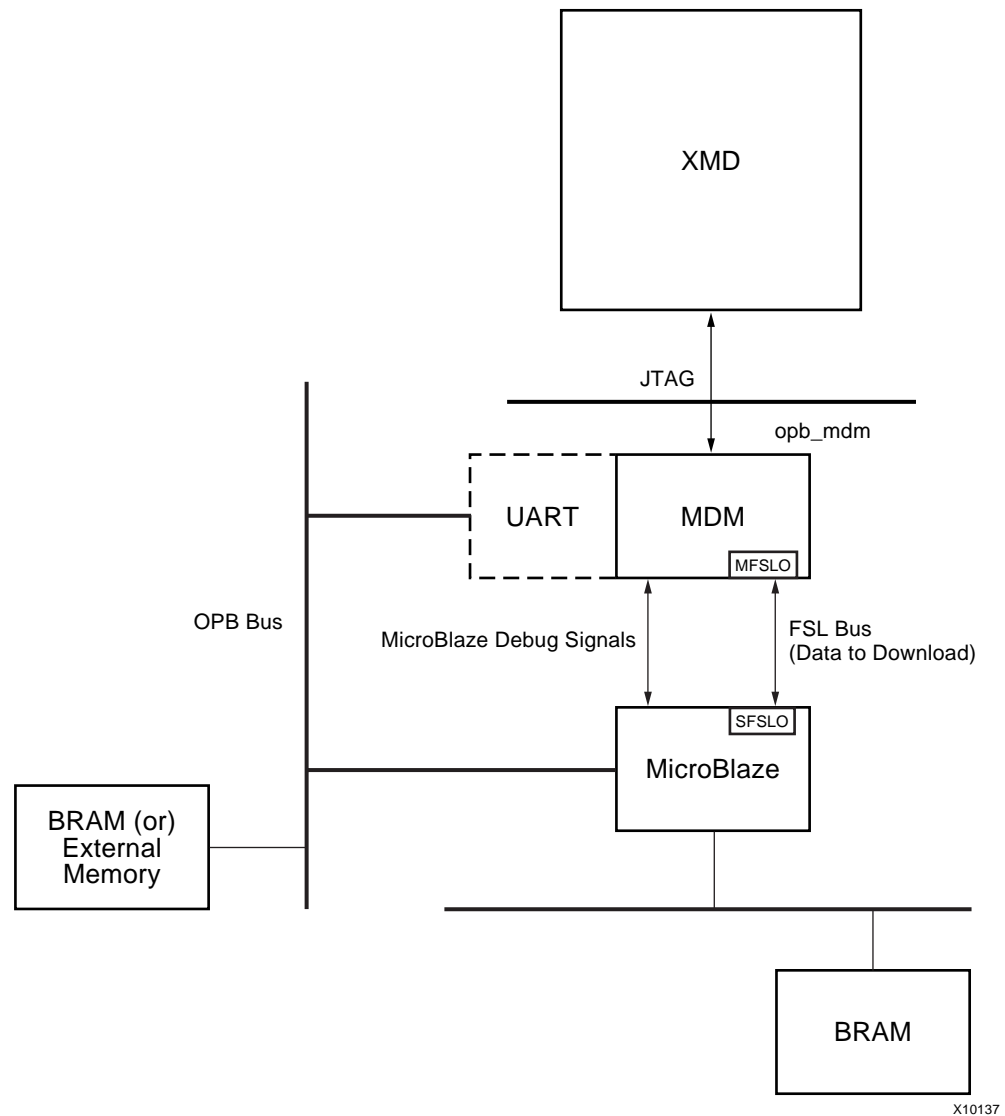 XMD
JTAG
opb_mdm
UART
MDM
MFSLO
OPB Bus
MicroBlaze Debug Signals
FSL Bus
(Data to Download)
SFSLO
MicroBlaze
BRAM (or)
External
Memory
BRAM
X10137